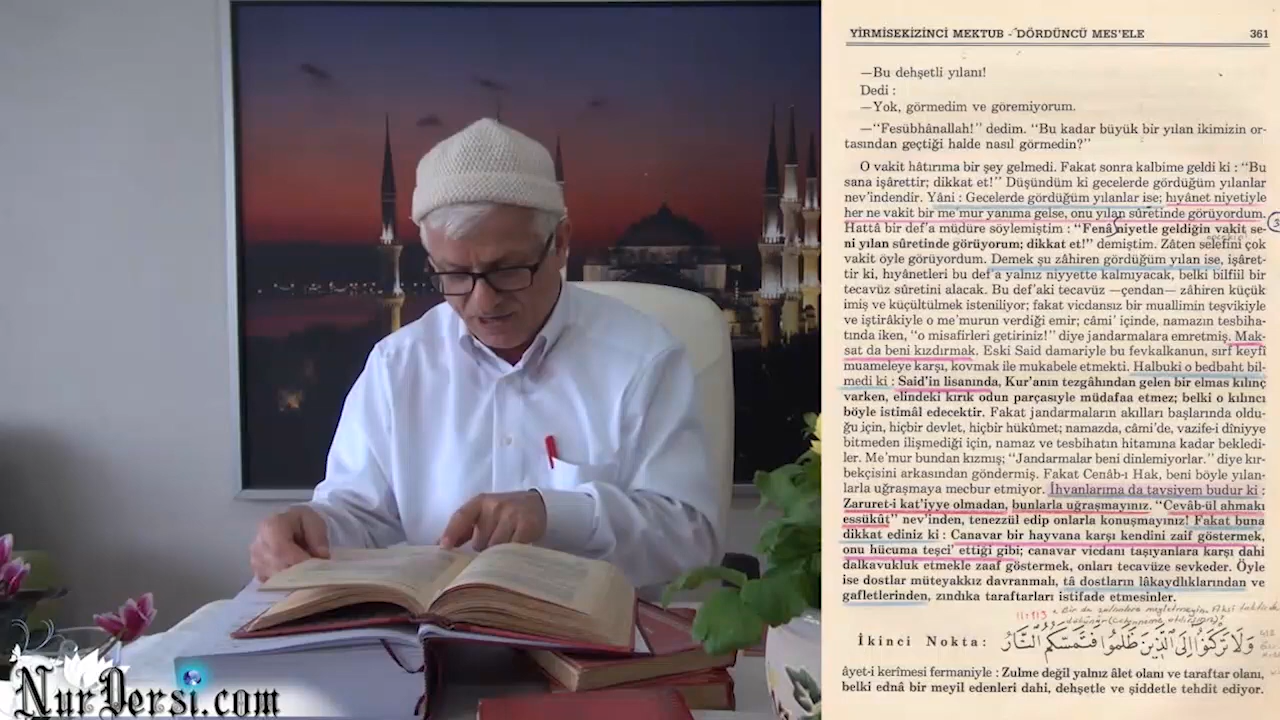 YİRMİSEKİZİNCİ MEKTUB - DÖRDÜNCÜ MES'ELE 361
—Bu dehşetli yılanı!
Dedi :
—Yok, görmedim ve göremiyorum.
—"Fesübhânallah!" dedim. "Bu kadar büyük bir yılan ikimizin or-
tasından geçtiği halde nasıl görmedin?"
O vakit hâtırıma bir şey gelmedi. Fakat sonra kalbime geldi ki : "Bu
sana işârettir; dikkat et!" Düşündüm ki gecelerde gördüğüm yılanlar
nev'indendir. Yâni : Gecelerde gördüğüm yılanlar ise; hıyânet niyetiyle
her ne vakit bir me'mur yanıma gelse, onu yılan sûretinde görüyordum.
Hattâ bir def'a müdüre söylemiştim : "Fenâ niyetle geldiğin vakit se-
ni yılan sûretinde görüyorum; dikkat et!" demiştim. Zâten selefini çok
vakit öyle görüyordum. Demek şu zâhiren gördüğüm yılan ise, işâret-
tir ki, hıyânetleri bu def'a yalnız niyyette kalmıyacak, belki bilfiil bir
tecavüz sûretini alacak. Bu def'aki tecavüz —çendan— zâhiren küçük
imiş ve küçültülmek isteniliyor; fakat vicdansız bir muallimin teşvikiyle
ve iştirâkiyle o me'murun verdiği emir; câmi' içinde, namazın tesbiha-
tında iken, "o misafirleri getiriniz!" diye jandarmalara emretmiş. Mak-
sat da beni kızdırmak. Eski Said damariyle bu fevkalkanun, sırf keyfî
muameleye karşı, kovmak ile mukabele etmekti. Halbuki o bedbaht bil-
medi ki : Said'in lisanında, Kur'anın tezgâhından gelen bir elmas kılınç
varken, elindeki kırık odun parçasıyle müdafaa etmez; belki o kılıncı
böyle istimâl edecektir. Fakat jandarmaların akılları başlarında oldu-
ğu için, hiçbir devlet, hiçbir hükûmet; namazda, câmi'de, vazife-i dîniyye
bitmeden ilişmediği için, namaz ve tesbihatın hitamına kadar bekledi-
ler. Me'mur bundan kızmış; "Jandarmalar beni dinlemiyorlar." diye kır-
bekçisini arkasından göndermiş. Fakat Cenâb-ı Hak, beni böyle yılan-
larla uğraşmaya mecbur etmiyor. İhvanlarıma da tavsiyem budur ki :
Zaruret-i kat'iyye olmadan, bunlarla uğraşmayınız. "Cevâb-ül ahmakı
essükût" nev'inden, tenezzül edip onlarla konuşmayınız! Fakat buna
dikkat ediniz ki : Canavar bir hayvana karşı kendini zaif göstermek,
onu hücuma teşci' ettiği gibi; canavar vicdanı taşıyanlara karşı dahi
dalkavukluk etmekle zaaf göstermek, onları tecavüze sevkeder. Öyle
ise dostlar müteyakkız davranmalı, tâ dostların lâkaydlıklarından ve
gafletlerinden, zındıka taraftarları istifade etmesinler.
11:113
İkinci Nokta : وَلَا تَرْكَنُوا إِلَى الَّذِينَ ظَلَمُوا فَتَمَسَّكُمُ النَّارُ
âyet-i kerîmesi fermaniyle : Zulme değil yalnız âlet olanı ve taraftar olanı,
belki ednâ bir meyil edenleri dahi, dehşetle ve şiddetle tehdit ediyor.
NurDersi.com